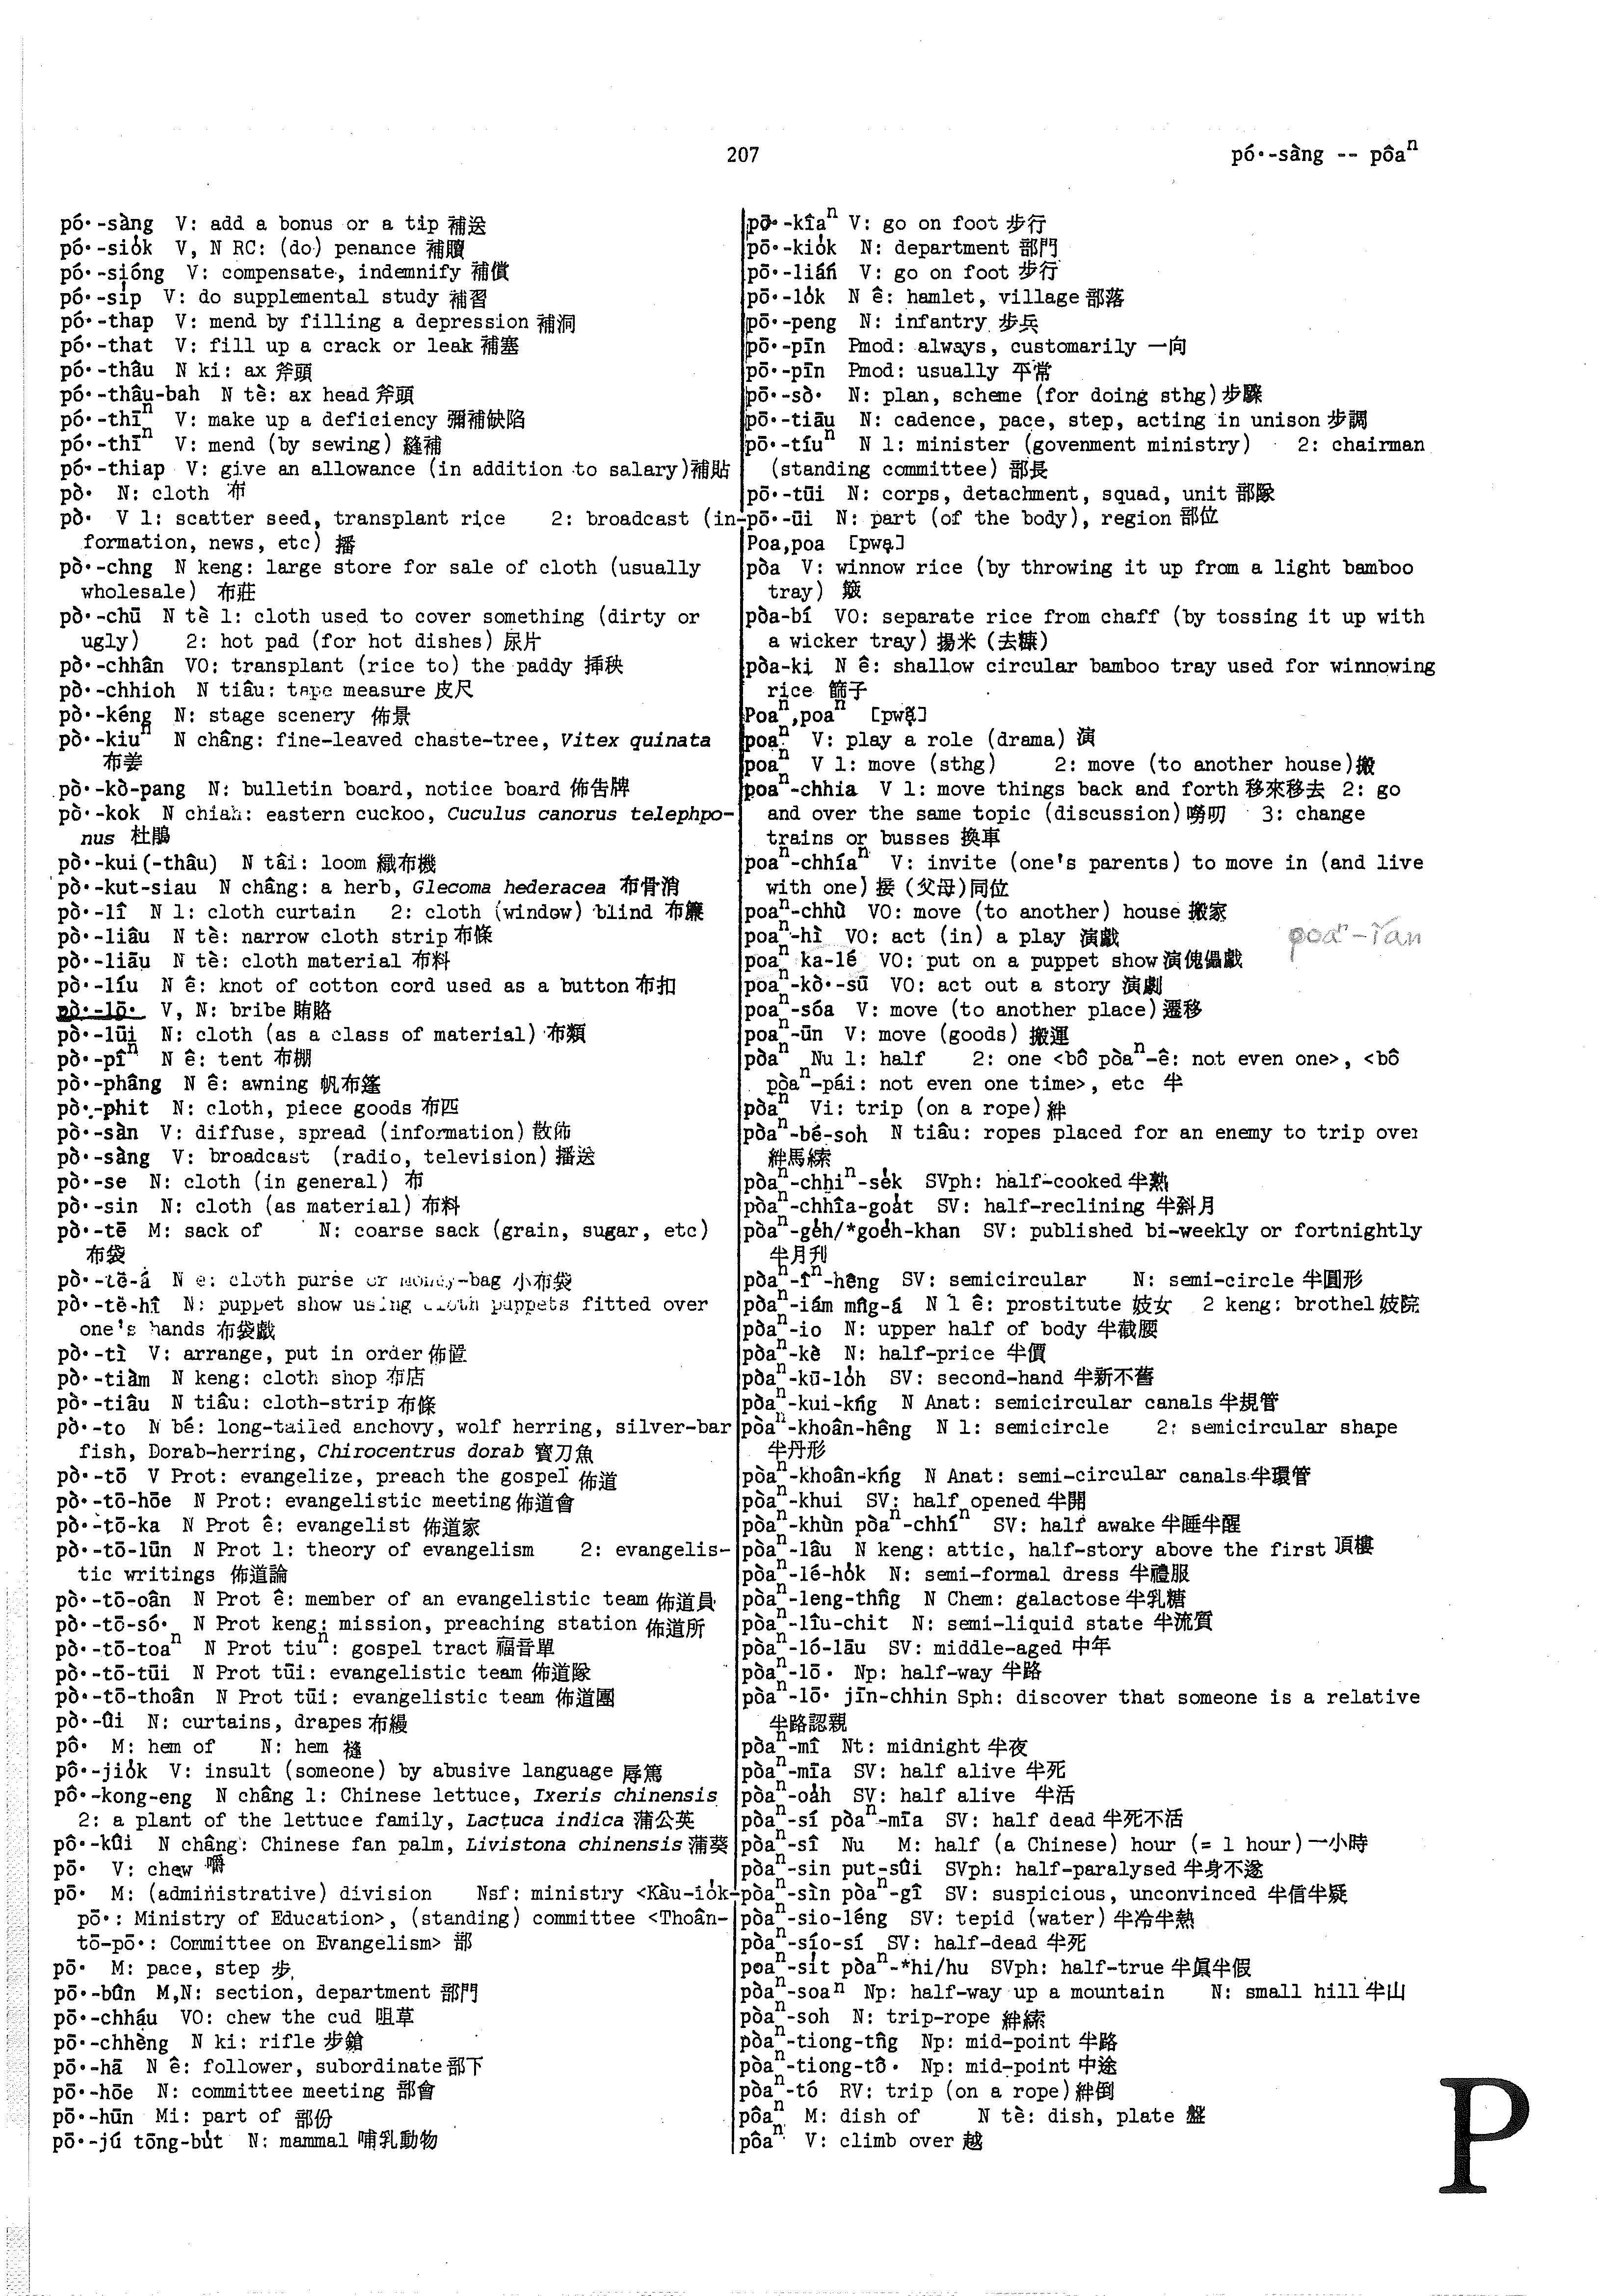 207
pó͘-sàng -- pôaⁿ
pó͘-sàng V: add a bonus or a tip 補送
pó͘-sio̍k V, N RC: (do) penance 補贖
pó͘-sióng V: compensate, indemnify 補償
pó͘-si̍p V: do supplemental study 補習
pó͘-thap V: mend by filling a depression 補洞
pó͘-that V: fill up a crack or leak 補塞
pó͘-thâu N ki: ax 斧頭
pó͘-thâu-bah N tè: ax head 斧頭
pó͘-thīⁿ V: make up a deficiency 彌補缺陷
pó͘-thīⁿ V: mend (by sewing) 縫補
pó͘-thiap V: give an allowance (in addition to salary) 補貼
pò͘ N: cloth 布
pò͘ V 1: scatter seed, transplant rice 2: broadcast (in-
formation, news, etc) 播
pò͘-chng N keng: large store for sale of cloth (usually
wholesale) 布莊
pò͘-chū N tè 1: cloth used to cover something (dirty or
ugly) 2: hot pad (for hot dishes) 尿片
pò͘-chhân VO: transplant (rice to) the paddy 挿秧
pò͘-chhioh N tiâu: tape measure 皮尺
pò͘-kéng N: stage scenery 佈景
pò͘-kiuⁿ N châng: fine-leaved chaste-tree, Vitex quinata
布姜
pò͘-kò-pang N: bulletin board, notice board 佈告牌
pò͘-kok N chiah: eastern cuckoo, Cuculus canorus telephpo-
nus 杜鵑
pò͘-kui(-thâu) N tâi: loom 織布機
pò͘-kut-siau N châng: a herb, Glecoma hederacea 布骨消
pò͘-lî N 1: cloth curtain 2: cloth (window) blind 布簾
pò͘-liâu N tè: narrow cloth strip 布條
pò͘-liāu N tè: cloth material 布料
pò͘-líu N ê: knot of cotton cord used as a button 布扣
pò͘-lō͘ V, N: bribe 賄賂
pò͘-lūi N: cloth (as a class of material) 布類
pò͘-pîⁿ N ê: tent 布棚
pò͘-phâng N ê: awning 帆布篷
pò͘-phit N: cloth, piece goods 布匹
pò͘-sàn V: diffuse, spread (information) 散佈
pò͘-sàng V: broadcast (radio, television) 播送
pò͘-se N: cloth (in general) 布
pò͘-sin N: cloth (as material) 布料
pò͘-tē M: sack of N: coarse sack (grain, sugar, etc)
布袋
pò͘-tē-á N e: cloth purse or money-bag 小布袋
pò͘-tē-hî N: puppet show using cloth puppets fitted over
one's hands 布袋戲
pò͘-tì V: arrange, put in order 佈置
pò͘-tiàm N keng: cloth shop 布店
pò͘-tiâu N tiâu: cloth-strip 布條
pò͘-to N bé: long-tailed anchovy, wolf herring, silver-bar
fish, Dorab-herring, Chirocentrus dorab 寶刀魚
pò͘-tō V Prot: evangelize, preach the gospel 佈道
pò͘-tō-hōe N Prot: evangelistic meeting 佈道會
pò͘-tō-ka N Prot ê: evangelist 佈道家
pò͘-tō-lūn N Prot 1: theory of evangelism 2: evangelis-
tic writings 佈道論
pò͘-tō-oân N Prot ê: member of an evangelistic team 佈道員
pò͘-tō-só͘ N Prot keng: mission, preaching station 佈道所
pò͘-tō-toaⁿ N Prot tiuⁿ: gospel tract 福音單
pò͘-tō-tūi N Prot tūi: evangelistic team 佈道隊
pò͘-tō-thoân N Prot tūi: evangelistic team 佈道團
pò͘-ûi N: curtains, drapes 布縵
pô͘ M: hem of N: hem 縫
pô͘-jio̍k V: insult (someone) by abusive language 辱駡
pô͘-kong-eng N châng 1: Chinese lettuce, Ixeris chinensis
2: a plant of the lettuce family, Lactuca indica 蒲公英
pô͘-kûi N châng: Chinese fan palm, Livistona chinensis 蒲葵
pō͘ V: chew 嚼
pō͘ M: (administrative) division Nsf: ministry <Kàu-io̍k-
pō͘: Ministry of Education>, (standing) committee <Thoân-
tō-pō͘: Committee on Evangelism> 部
pō͘ M: pace, step 步
pō͘-bûn M,N: section, department 部門
pō͘-chháu VO: chew the cud 咀草
pō͘-chhèng N ki: rifle 步鎗
pō͘-hā N ê: follower, subordinate 部下
pō͘-hōe N: committee meeting 部會
pō͘-hūn Mi: part of 部份
pō͘-jú tōng-bu̍t N: mammal 哺乳動物
pō͘-kîaⁿ V: go on foot 步行
pō͘-kio̍k N: department 部門
pō͘-lián V: go on foot 步行
pō͘-lo̍k N ê: hamlet, village 部落
pō͘-peng N: infantry 步兵
pō͘-pīn Pmod: always, customarily 一向
pō͘-pīn Pmod: usually 平常
pō͘-sò͘ N: plan, scheme (for doing sthg) 步驟
pō͘-tiāu N: cadence, pace, step, acting in unison 步調
pō͘-tíuⁿ N 1: minister (govenment ministry) 2: chairman
(standing committee) 部長
pō͘-tūi N: corps, detachment, squad, unit 部隊
pō͘-ūi N: part (of the body), region 部位
Poa,poa [pwa]
pòa V: winnow rice (by throwing it up from a light bamboo
tray) 簸
pòa-bí VO: separate rice from chaff (by tossing it up with
a wicker tray) 揚米 (去糠)
pòa-ki N ê: shallow circular bamboo tray used for winnowing
rice 篩子
Poaⁿ,poaⁿ [pwã]
poaⁿ V: play a role (drama) 演
poaⁿ V 1: move (sthg) 2: move (to another house) 搬
poaⁿ-chhia V 1: move things back and forth 移來移去 2: go
and over the same topic (discussion) 嘮叨 3: change
trains or busses 換車
poaⁿ-chhíaⁿ V: invite (one's parents) to move in (and live
with one) 接 (父母)同位
poaⁿ-chhù VO: move (to another) house 搬家
poaⁿ-hì VO: act (in) a play 演戲
poaⁿ-îan
poaⁿ ka-lé VO: put on a puppet show 演傀儡戲
poaⁿ-kò͘-sū VO: act out a story 演劇
poaⁿ-sóa V: move (to another place) 遷移
poaⁿ-ūn V: move (goods) 搬運
pòaⁿ Nu 1: half 2: one <bô pòaⁿ-ê: not even one>, <bô
pòaⁿ-pái: not even one time>, etc 半
pòaⁿ Vi: trip (on a rope) 絆
pòaⁿ-bé-soh N tiâu: ropes placed for an enemy to trip over
絆馬索
pòaⁿ-chhiⁿ-se̍k SVph: half-cooked 半熟
pòaⁿ-chhîa-goa̍t SV: half-reclining 半斜月
pòaⁿ-ge̍h/*goe̍h-khan SV: published bi-weekly or fortnightly
半月刋
pòaⁿ-îⁿ-hêng SV: semicircular N: semi-circle 半圓形
pòaⁿ-iám mn̂g-á N 1 ê: prostitute 妓女 2 keng: brothel 妓院
pòaⁿ-io N: upper half of body 半截腰
pòaⁿ-kè N: half-price 半價
pòaⁿ-kū-lo̍h SV: second-hand 半新不舊
pòaⁿ-kui-kńg N Anat: semicircular canals 半規管
pòaⁿ-khoân-hêng N 1: semicircle 2: semicircular shape
半丹形
pòaⁿ-khoân-kńg N Anat: semi-circular canals 半環管
pòaⁿ-khui SV: half opened 半開
pòaⁿ-khùn pòaⁿ-chhíⁿ SV: half awake 半睡半醒
pòaⁿ-lâu N keng: attic, half-story above the first 頂樓
pòaⁿ-lé-ho̍k N: semi-formal dress 半禮服
pòaⁿ-leng-thn̂g N Chem: galactose 半乳糖
pòaⁿ-lîu-chit N: semi-liquid state 半流質
pòaⁿ-ló-lāu SV: middle-aged 中年
pòaⁿ-lō͘ Np: half-way 半路
pòaⁿ-lō͘ jīn-chhin Sph: discover that someone is a relative
半路認親
pòaⁿ-mî Nt: midnight 半夜
pòaⁿ-mīa SV: half alive 半死
pòaⁿ-oa̍h SV: half alive 半活
pòaⁿ-sí pòaⁿ-mīa SV: half dead 半死不活
pòaⁿ-sî Nu M: half (a Chinese) hour (= 1 hour) 一小時
pòaⁿ-sin put-sûi SVph: half-paralysed 半身不遂
pòaⁿ-sìn pòaⁿ-gî SV: suspicious, unconvinced 半信半疑
pòaⁿ-sio-léng SV: tepid (water) 半冷半熱
pòaⁿ-sío-sí SV: half-dead 半死
poaⁿ-si̍t pòaⁿ-*hi/hu SVph: half-true 半眞半假
pòaⁿ-soaⁿ Np: half-way up a mountain N: small hill 半山
pòaⁿ-soh N: trip-rope 絆索
pòaⁿ-tiong-tn̂g Np: mid-point 半路
pòaⁿ-tiong-tô͘ Np: mid-point 中途
pòaⁿ-tó RV: trip (on a rope) 絆倒
pôaⁿ M: dish of N tè: dish, plate 盤
pôaⁿ V: climb over 越
P